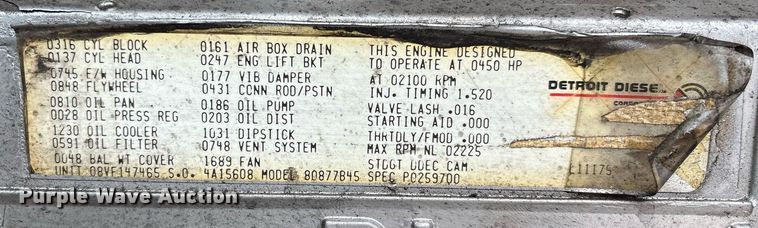 0316 CYL BLOCK 0161 AIR BOX DRAIN THIS ENGINE DESIGNED
0137 CYL HEAD 0247 ENG LIFT BKT TO OPERATE AT 0450 HP
0745 F/W HOUSING 0177 VIB DAMPER AT 02100 RPM
0848 FLYWHEEL 0431 CONN ROD/PSTN INJ. TIMING 1.520
0810 OIL PAN 0186 OIL PUMP VALVE LASH .016
0028 OIL PRESS REG 0203 OIL DIST STARTING AID .000
1230 OIL COOLER 1031 DIPSTICK THRTDLY/FMOD .000
0591 OIL FILTER 0748 VENT SYSTEM MAX RPM NL 02225
0048 BAL WT COVER 1689 FAN STDGT DDEC CAM.
UNIT 08VF147465 S.O. 4A15608 MODEL 80877B45 SPEC P0259700
DETROIT DIESE
Purple Wave Auction